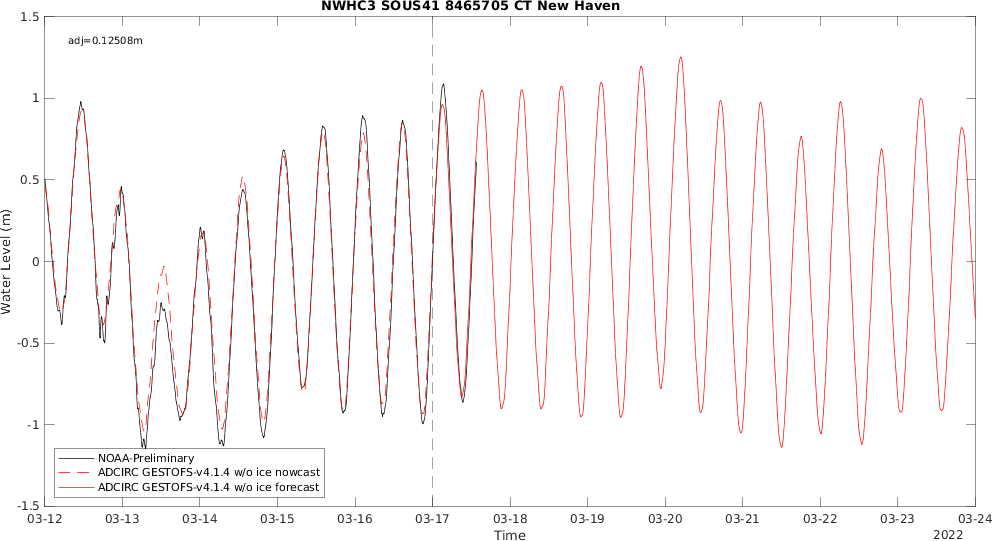 NWHC3 SOUS41 8465705 CT New Haven
adj=0.12508m
1.5
1
0.5
0
-0.5
-1
-1.5
Water Level (m)
NOAA-Preliminary
ADCIRC GESTOFS-v4.1.4 w/o ice nowcast
ADCIRC GESTOFS-v4.1.4 w/o ice forecast
03-12 03-13 03-14 03-15 03-16 03-17 03-18 03-19 03-20 03-21 03-22 03-23 03-24
Time
2022